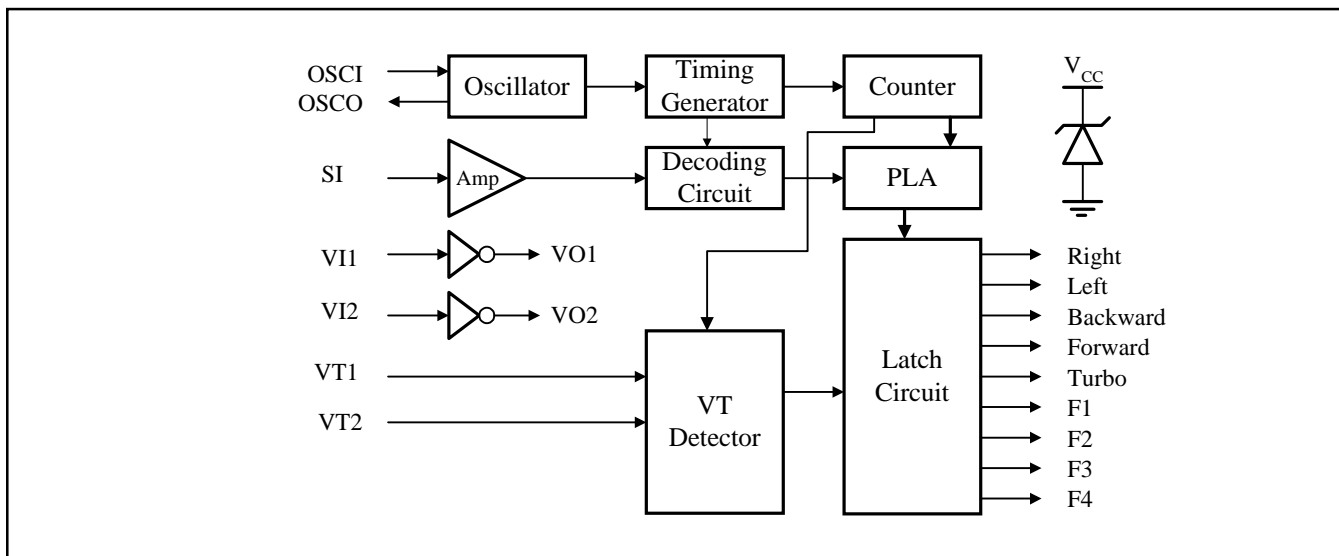 OSCI
OSCO
Oscillator
Timing
Generator
Counter
VCC
SI
Amp
Decoding
Circuit
PLA
VI1
VO1
VI2
VO2
VT1
VT2
VT
Detector
Latch
Circuit
Right
Left
Backward
Forward
Turbo
F1
F2
F3
F4